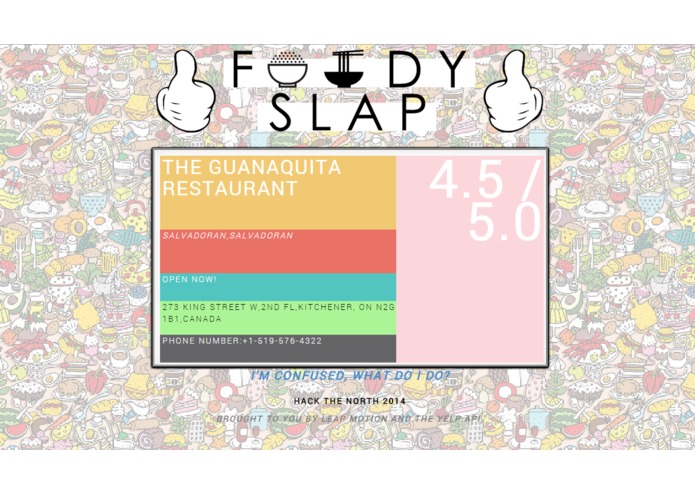 FOODY
SLAP
THE GUANAQUITA
RESTAURANT
4.5 /
5.0
SALVADORAN,SALVADORAN
OPEN NOW!
273 KING STREET W,2ND FL,KITCHENER, ON N2G
1B1,CANADA
PHONE NUMBER:+1-519-576-4322
I'M CONFUSED, WHAT DO I DO?
HACK THE NORTH 2014
BROUGHT TO YOU BY LEAP MOTION AND THE YELP API